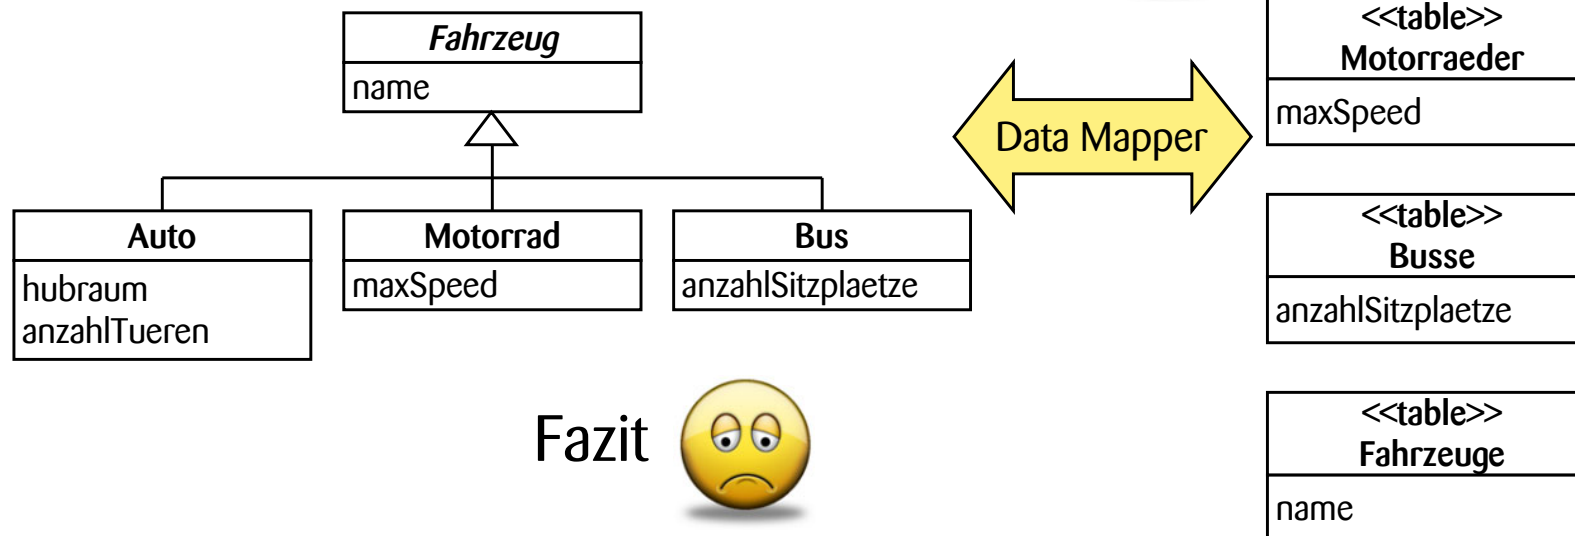 Fahrzeug
name
Auto
hubraum
anzahlTueren
Motorrad
maxSpeed
Bus
anzahlSitzplaetze
Data Mapper
<<table>>
Motorraeder
maxSpeed
<<table>>
Busse
anzahlSitzplaetze
<<table>>
Fahrzeuge
name
Fazit